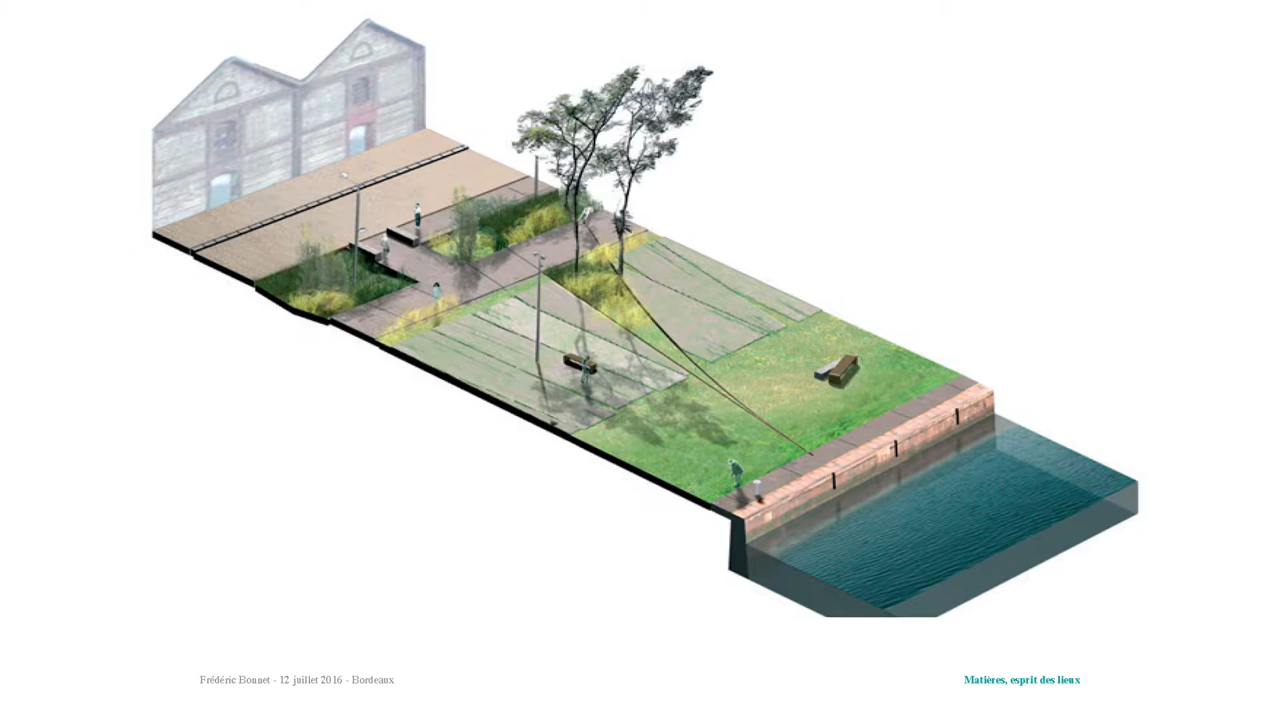 Frédéric Bonnet - 12 juillet 2016 - Bordeaux
Matières, esprit des lieux